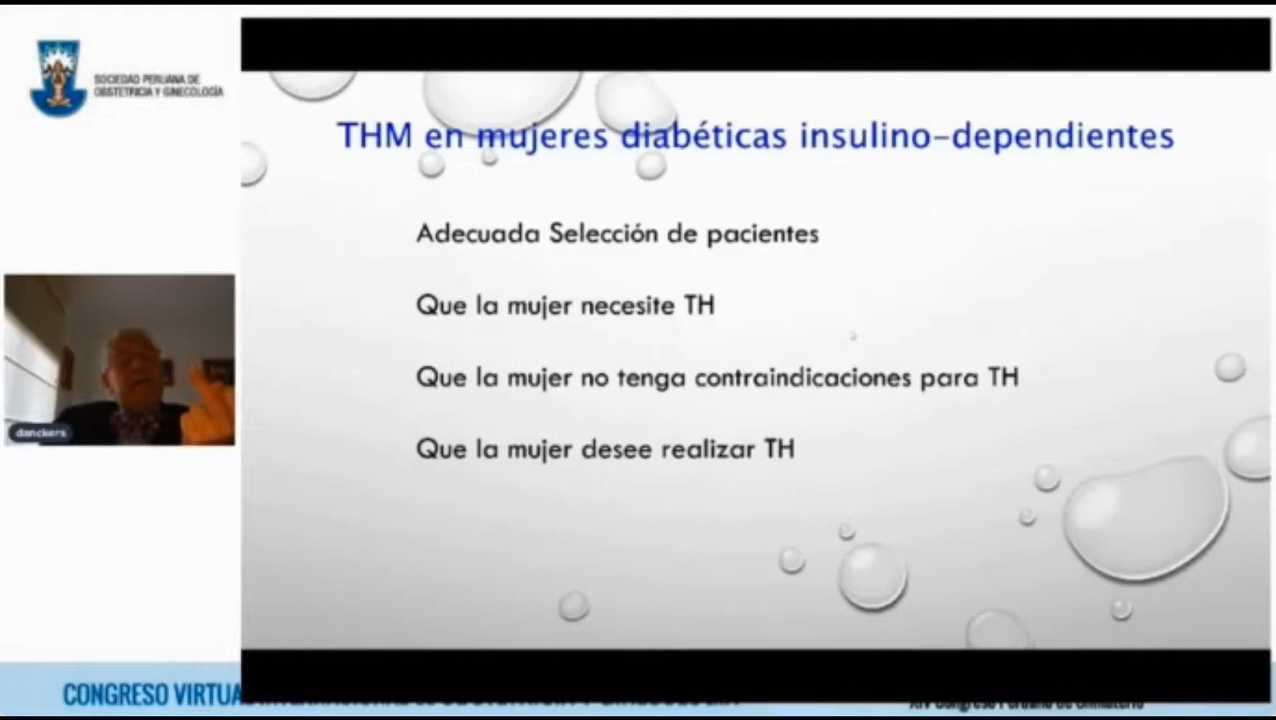 SOCIEDAD PERUANA DE
OBSTETRICIA Y GINECOLOGÍA
THM en mujeres diabéticas insulino-dependientes
Adecuada Selección de pacientes
Que la mujer necesite TH
Que la mujer no tenga contraindicaciones para TH
Que la mujer desee realizar TH
danckers
CONGRESO VIRTUA